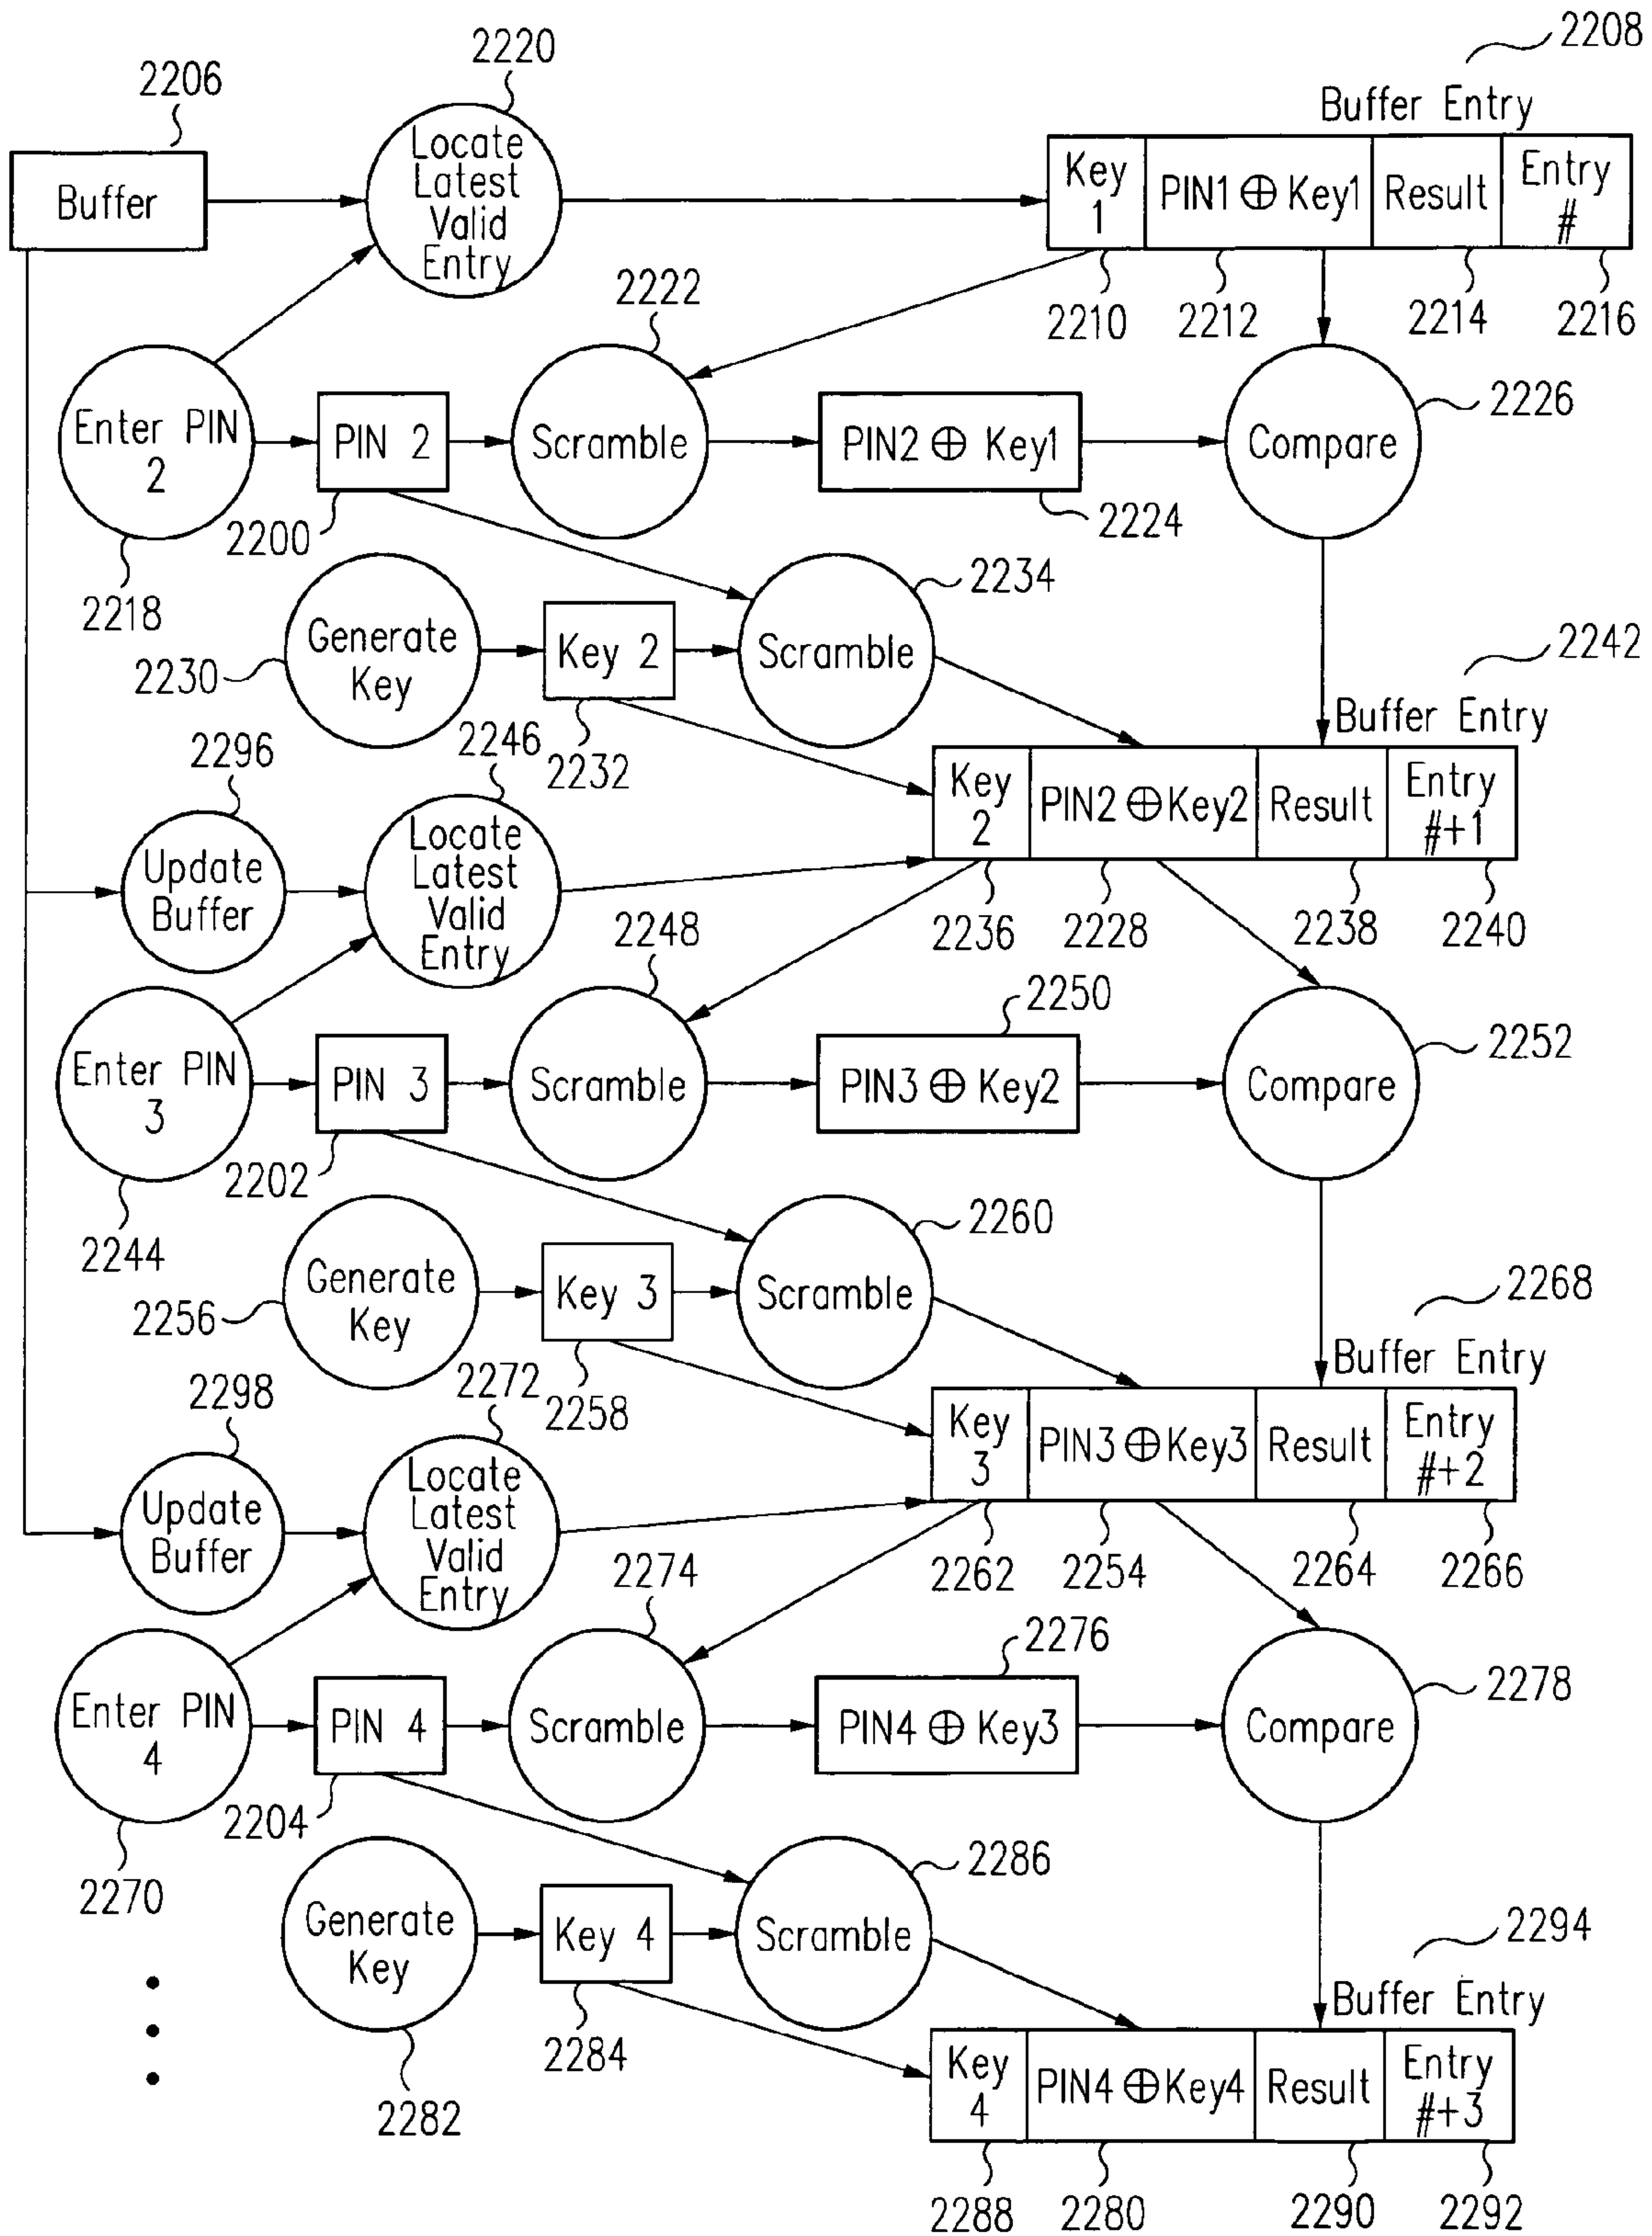 2208
2220
2206
Buffer Entry
Buffer
Locate
Latest
Valid
Entry
Key
1
PIN1 ⊕ Key1
Result
Entry
#
2222
2210
2212
2214
2216
Enter PIN
2
PIN 2
Scramble
PIN2 ⊕ Key1
Compare
2226
2200
2224
2218
2234
Generate
Key
Key 2
Scramble
2230
2242
2246
2232
Buffer Entry
2296
Key
2
PIN2 ⊕ Key2
Result
Entry
#+1
Update
Buffer
Locate
Latest
Valid
Entry
2248
2236
2228
2238
2240
2250
Enter PIN
3
PIN 3
Scramble
PIN3 ⊕ Key2
Compare
2252
2202
2244
2260
Generate
Key
Key 3
Scramble
2256
2268
2272
2258
Buffer Entry
2298
Key
3
PIN3 ⊕ Key3
Result
Entry
#+2
Update
Buffer
Locate
Latest
Valid
Entry
2274
2262
2254
2264
2266
2276
Enter PIN
4
PIN 4
Scramble
PIN4 ⊕ Key3
Compare
2278
2204
2270
2286
Generate
Key
Key 4
Scramble
2294
Buffer Entry
2284
2282
Key
4
PIN4 ⊕ Key4
Result
Entry
#+3
2288
2280
2290
2292